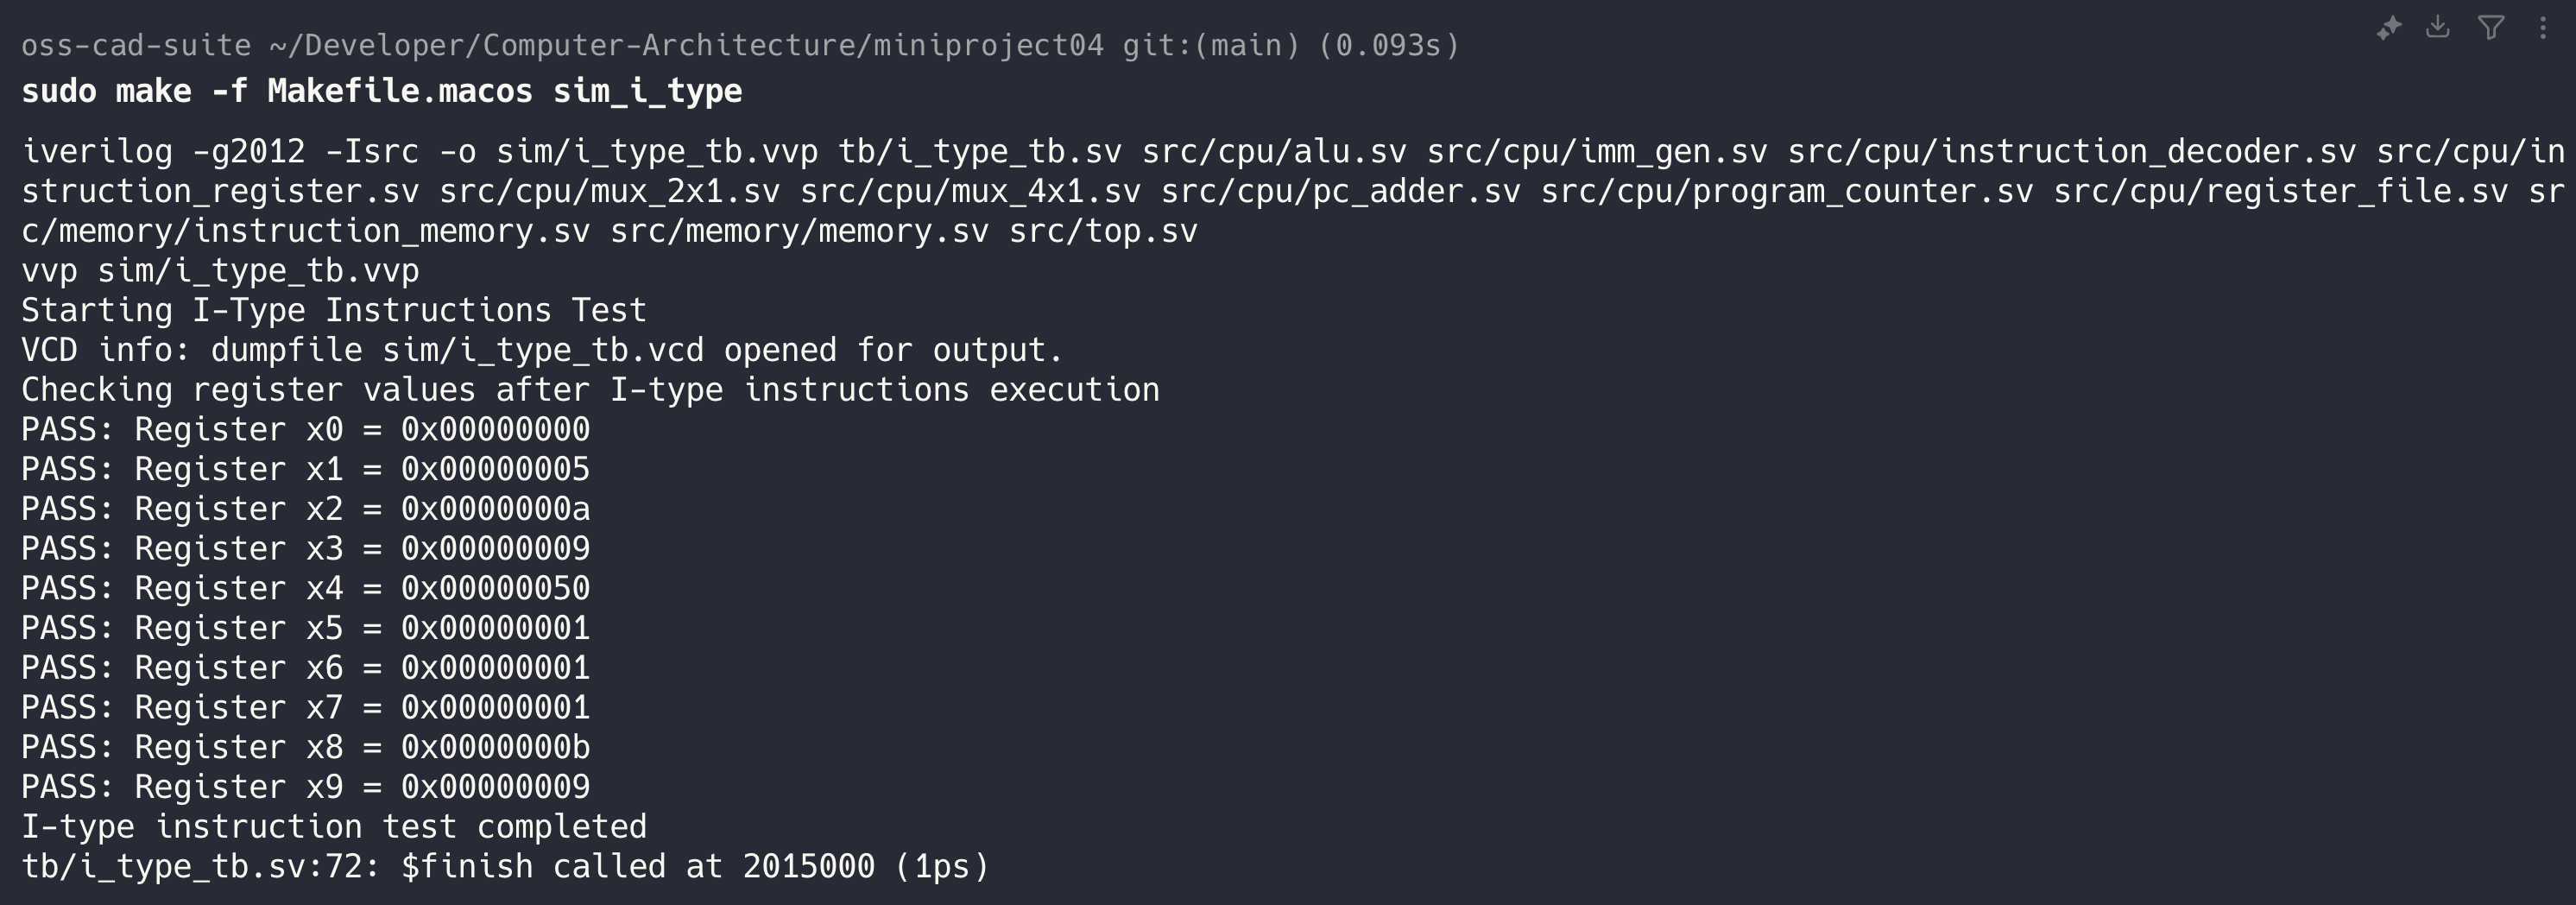 oss-cad-suite ~/Developer/Computer-Architecture/miniproject04 git:(main) (0.093s)
sudo make -f Makefile.macos sim_i_type
iverilog -g2012 -Isrc -o sim/i_type_tb.vvp tb/i_type_tb.sv src/cpu/alu.sv src/cpu/imm_gen.sv src/cpu/instruction_decoder.sv src/cpu/in
struction_register.sv src/cpu/mux_2x1.sv src/cpu/mux_4x1.sv src/cpu/pc_adder.sv src/cpu/program_counter.sv src/cpu/register_file.sv sr
c/memory/instruction_memory.sv src/memory/memory.sv src/top.sv
vvp sim/i_type_tb.vvp
Starting I-Type Instructions Test
VCD info: dumpfile sim/i_type_tb.vcd opened for output.
Checking register values after I-type instructions execution
PASS: Register x0 = 0x00000000
PASS: Register x1 = 0x00000005
PASS: Register x2 = 0x0000000a
PASS: Register x3 = 0x00000009
PASS: Register x4 = 0x00000050
PASS: Register x5 = 0x00000001
PASS: Register x6 = 0x00000001
PASS: Register x7 = 0x00000001
PASS: Register x8 = 0x0000000b
PASS: Register x9 = 0x00000009
I-type instruction test completed
tb/i_type_tb.sv:72: $finish called at 2015000 (1ps)